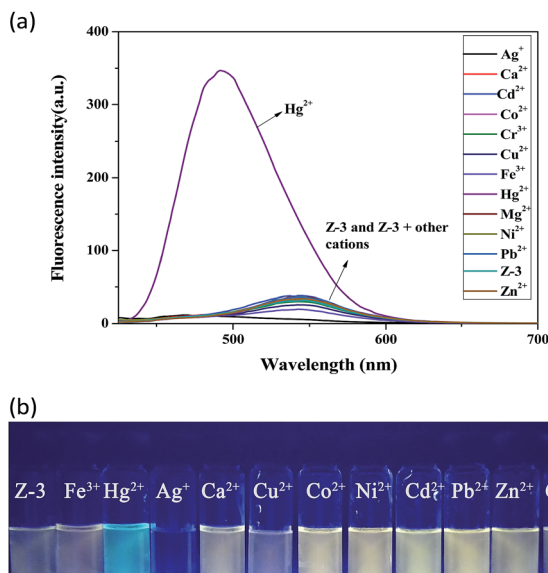 (a)
400
300
200
100
0
Fluorescence intensity(a.u.)
Hg²⁺
Z-3 and Z-3 + other
cations
Ag⁺
Ca²⁺
Cd²⁺
Co²⁺
Cr³⁺
Cu²⁺
Fe³⁺
Hg²⁺
Mg²⁺
Ni²⁺
Pb²⁺
Z-3
Zn²⁺
500 600 700
Wavelength (nm)
(b)
Z-3 Fe³⁺ Hg²⁺ Ag⁺ Ca²⁺ Cu²⁺ Co²⁺ Ni²⁺ Cd²⁺ Pb²⁺ Zn²⁺